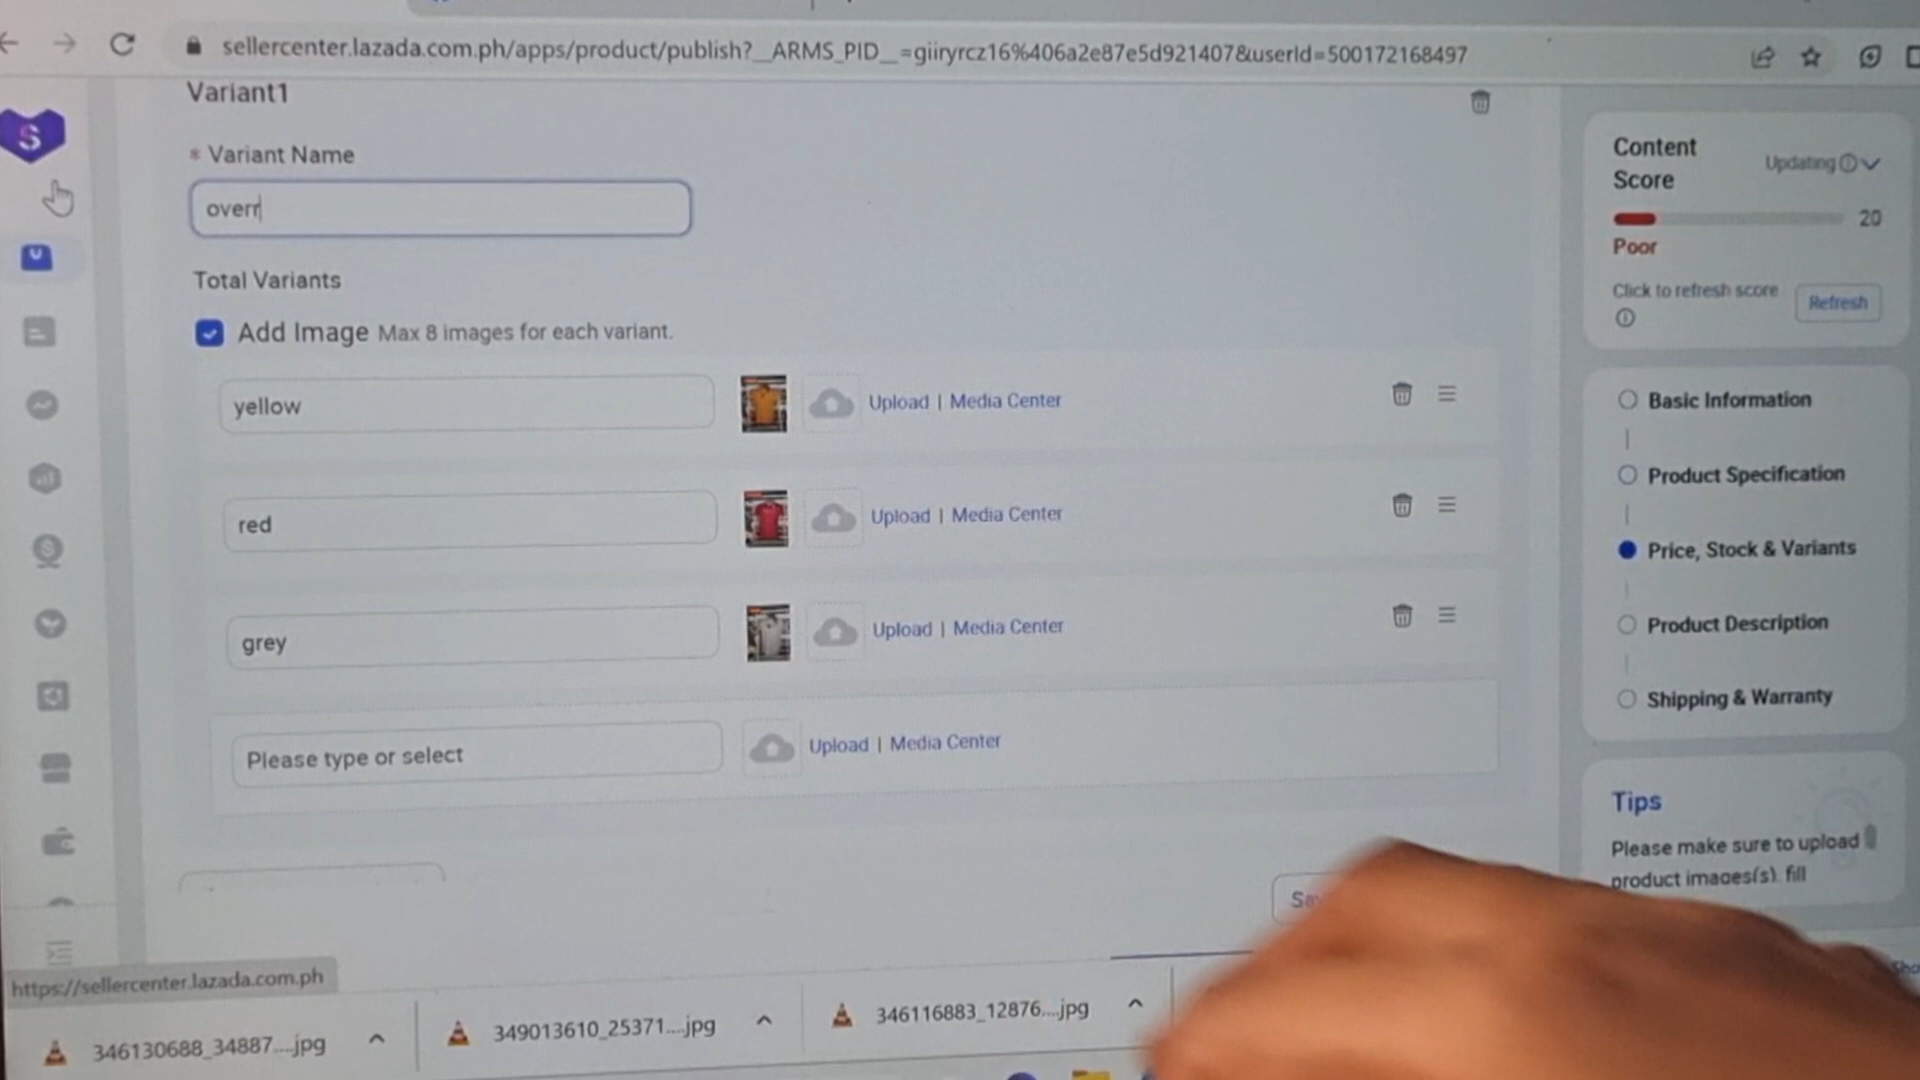 sellercenter.lazada.com.ph/apps/product/publish?__ARMS_PID__=giiryrcz16%406a2e87e5d921407&userId=500172168497
Variant1
* Variant Name
overr
Total Variants
Add Image Max 8 images for each variant.
yellow
Upload | Media Center
red
Upload | Media Center
grey
Upload | Media Center
Please type or select
Upload | Media Center
Content Score
Updating
20
Poor
Click to refresh score
Refresh
Basic Information
Product Specification
Price, Stock & Variants
Product Description
Shipping & Warranty
Tips
Please make sure to upload
product images(s). fill
https://sellercenter.lazada.com.ph
346130688_34887....jpg
349013610_25371....jpg
346116883_12876....jpg
S